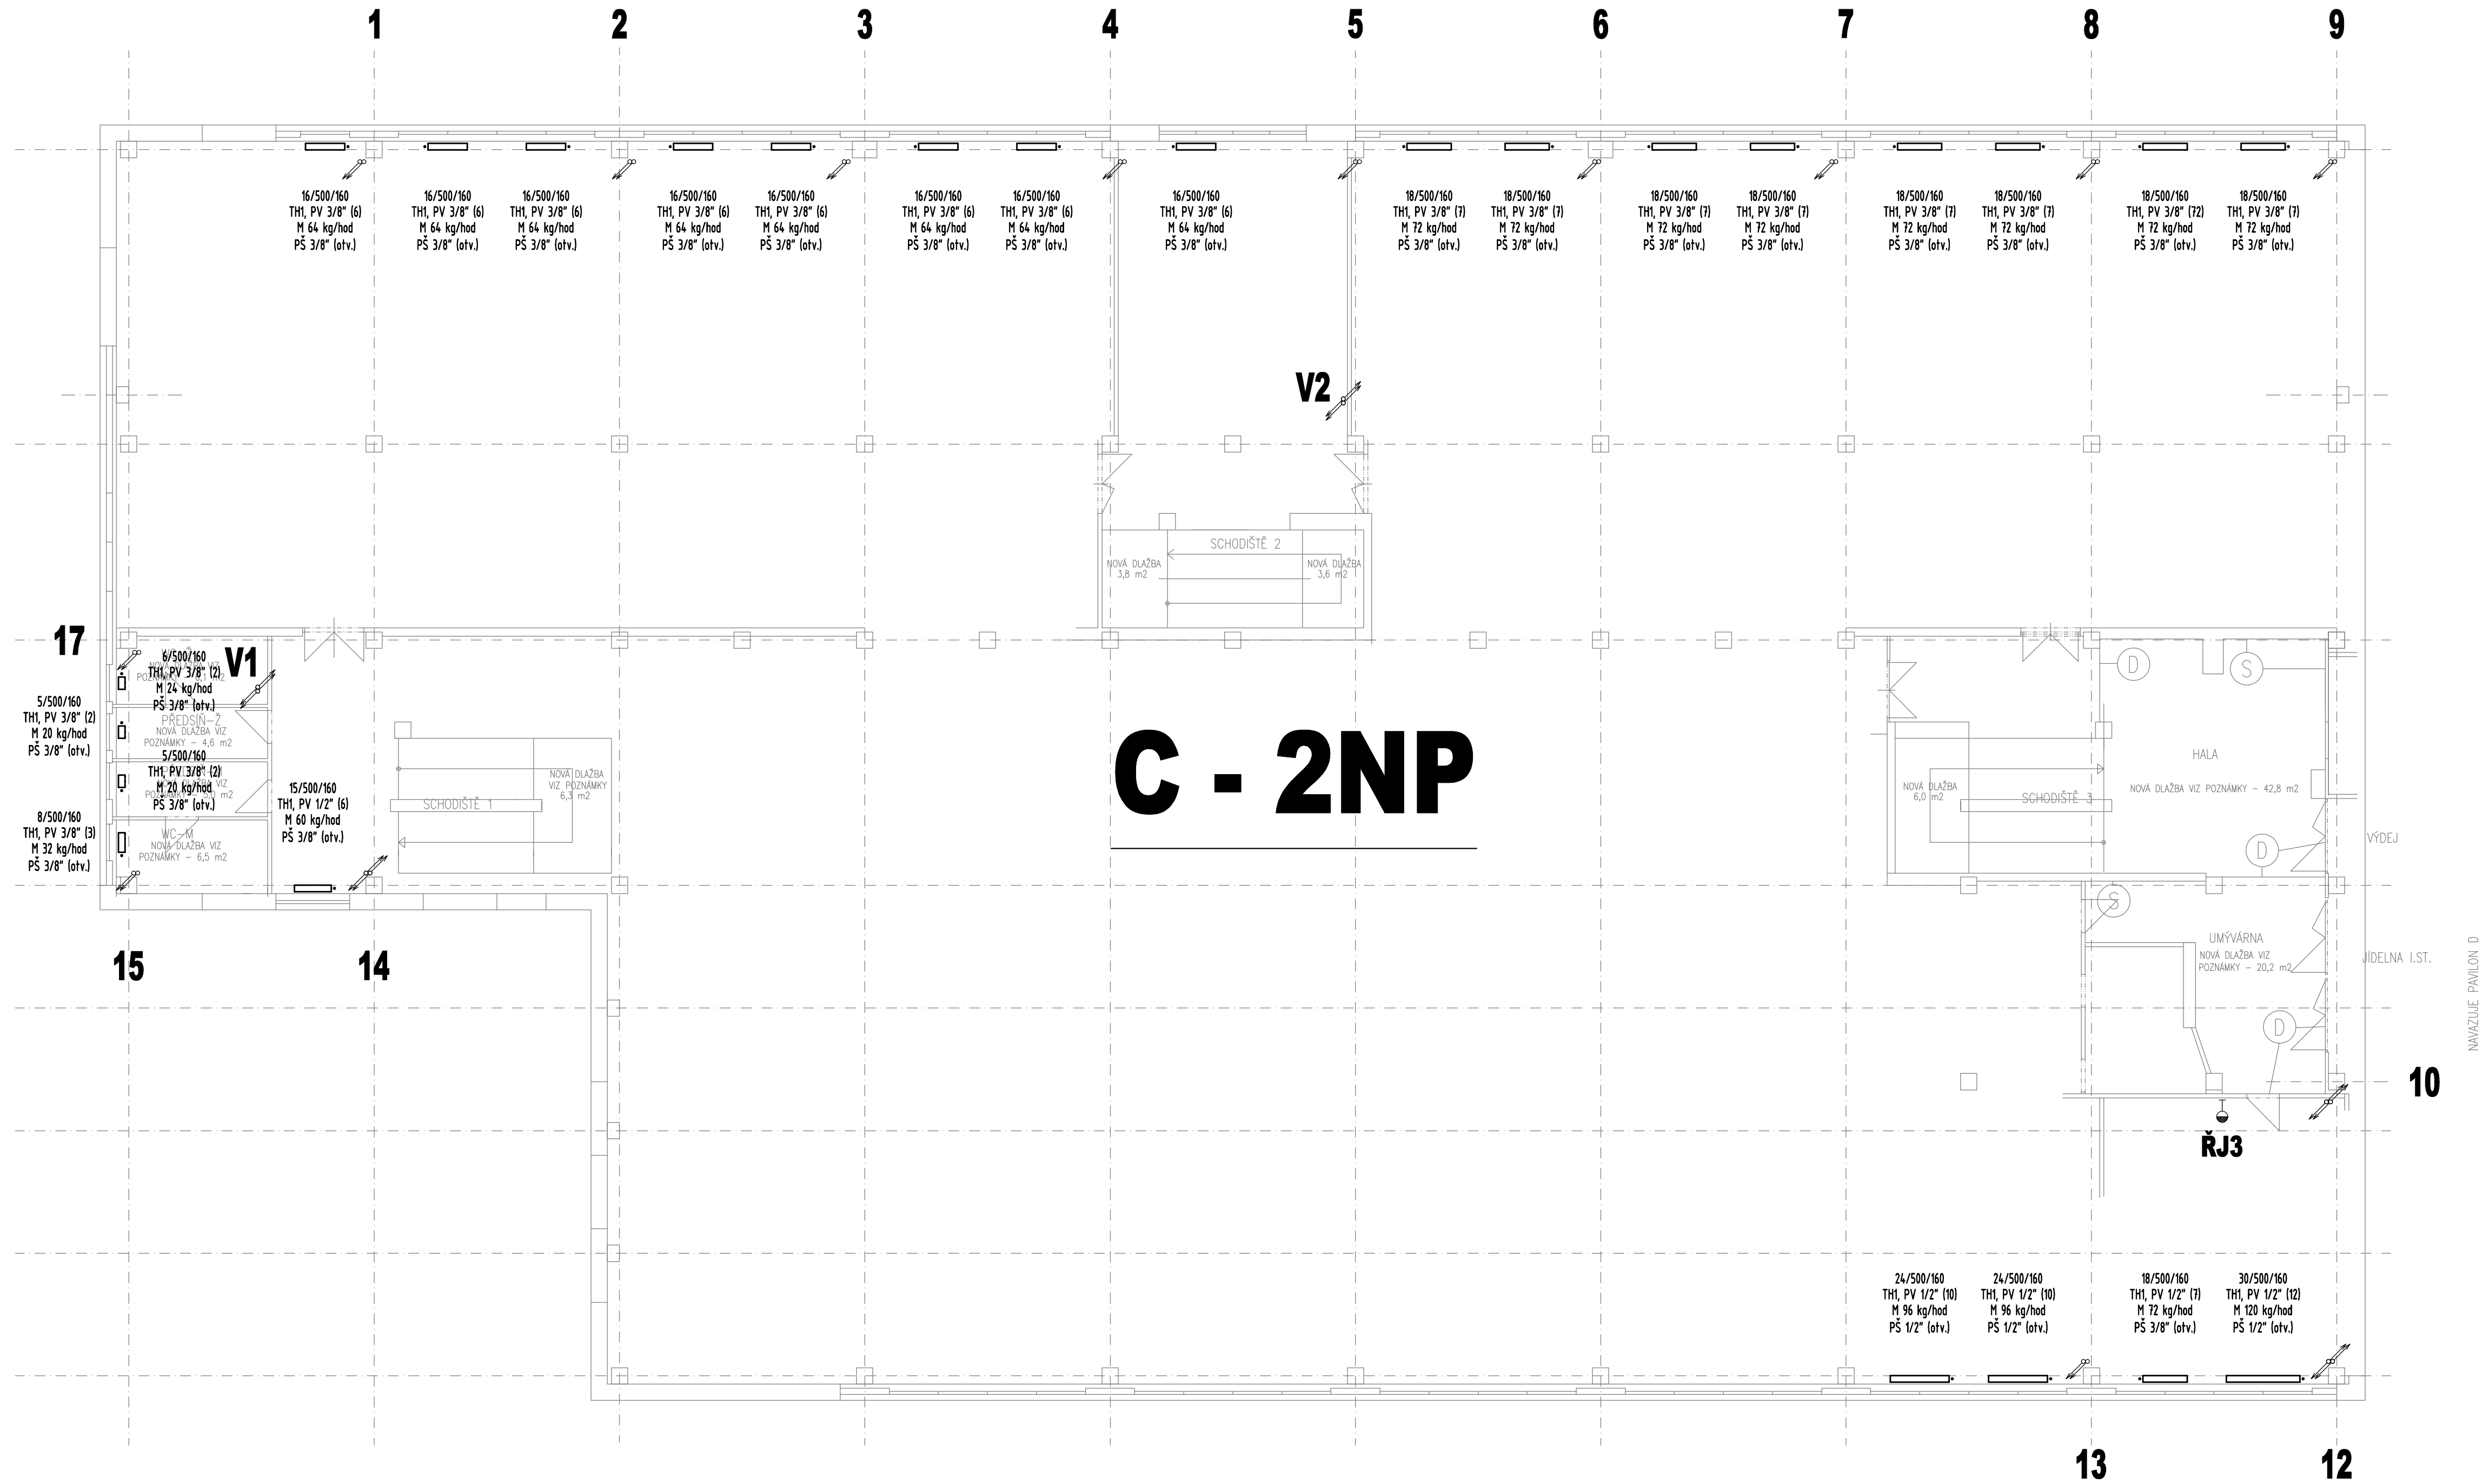 1
2
3
4
5
6
7
8
9
16/500/160
TH1, PV 3/8" (6)
M 64 kg/hod
PŠ 3/8" (otv.)
16/500/160
TH1, PV 3/8" (6)
M 64 kg/hod
PŠ 3/8" (otv.)
16/500/160
TH1, PV 3/8" (6)
M 64 kg/hod
PŠ 3/8" (otv.)
16/500/160
TH1, PV 3/8" (6)
M 64 kg/hod
PŠ 3/8" (otv.)
16/500/160
TH1, PV 3/8" (6)
M 64 kg/hod
PŠ 3/8" (otv.)
16/500/160
TH1, PV 3/8" (6)
M 64 kg/hod
PŠ 3/8" (otv.)
16/500/160
TH1, PV 3/8" (6)
M 64 kg/hod
PŠ 3/8" (otv.)
16/500/160
TH1, PV 3/8" (6)
M 64 kg/hod
PŠ 3/8" (otv.)
18/500/160
TH1, PV 3/8" (7)
M 72 kg/hod
PŠ 3/8" (otv.)
18/500/160
TH1, PV 3/8" (7)
M 72 kg/hod
PŠ 3/8" (otv.)
18/500/160
TH1, PV 3/8" (7)
M 72 kg/hod
PŠ 3/8" (otv.)
18/500/160
TH1, PV 3/8" (7)
M 72 kg/hod
PŠ 3/8" (otv.)
18/500/160
TH1, PV 3/8" (7)
M 72 kg/hod
PŠ 3/8" (otv.)
18/500/160
TH1, PV 3/8" (7)
M 72 kg/hod
PŠ 3/8" (otv.)
18/500/160
TH1, PV 3/8" (72)
M 72 kg/hod
PŠ 3/8" (otv.)
18/500/160
TH1, PV 3/8" (7)
M 72 kg/hod
PŠ 3/8" (otv.)
V2
SCHODIŠTĚ 2
NOVÁ DLAŽBA
3,8 m2
NOVÁ DLAŽBA
3,6 m2
17
V1
6/500/160
TH1, PV 3/8" (2)
M 24 kg/hod
PŠ 3/8" (otv.)
5/500/160
TH1, PV 3/8" (2)
M 20 kg/hod
PŠ 3/8" (otv.)
PŘEDSÍŇ-Ž
NOVÁ DLAŽBA VIZ
POZNÁMKY - 4,6 m2
5/500/160
TH1, PV 3/8" (2)
M 20 kg/hod
PŠ 3/8" (otv.)
8/500/160
TH1, PV 3/8" (3)
M 32 kg/hod
PŠ 3/8" (otv.)
WC-M
NOVÁ DLAŽBA VIZ
POZNÁMKY - 6,5 m2
15/500/160
TH1, PV 1/2" (6)
M 60 kg/hod
PŠ 3/8" (otv.)
SCHODIŠTĚ 1
NOVÁ DLAŽBA
VIZ POZNÁMKY
6,3 m2
C - 2NP
D
S
HALA
NOVÁ DLAŽBA VIZ POZNÁMKY - 42,8 m2
NOVÁ DLAŽBA
6,0 m2
SCHODIŠTĚ 3
D
VÝDEJ
S
UMÝVÁRNA
NOVÁ DLAŽBA VIZ
POZNÁMKY - 20,2 m2
JÍDELNA I.ST.
NAVAZUJE PAVILON D
D
15
14
10
ŘJ3
24/500/160
TH1, PV 1/2" (10)
M 96 kg/hod
PŠ 1/2" (otv.)
24/500/160
TH1, PV 1/2" (10)
M 96 kg/hod
PŠ 1/2" (otv.)
18/500/160
TH1, PV 1/2" (7)
M 72 kg/hod
PŠ 3/8" (otv.)
30/500/160
TH1, PV 1/2" (12)
M 120 kg/hod
PŠ 1/2" (otv.)
13
12